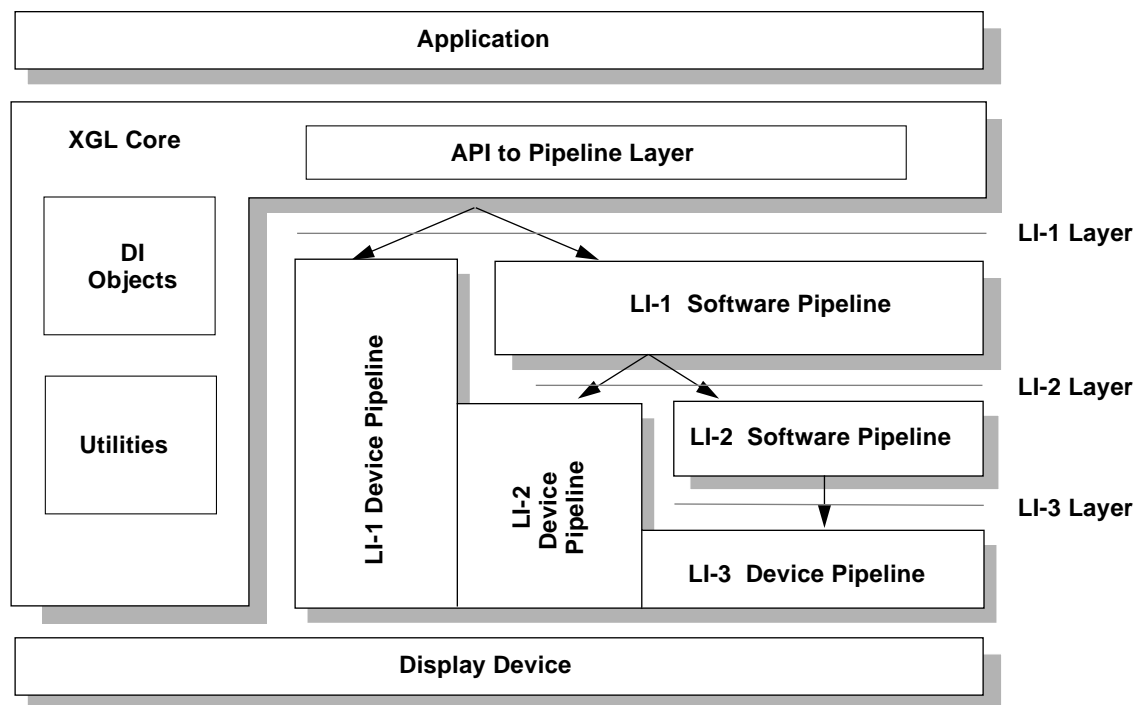 Application
XGL Core
API to Pipeline Layer
DI
Objects
Utilities
LI-1 Layer
LI-1 Device Pipeline
LI-1 Software Pipeline
LI-2 Layer
LI-2
Device
Pipeline
LI-2 Software Pipeline
LI-3 Layer
LI-3 Device Pipeline
Display Device